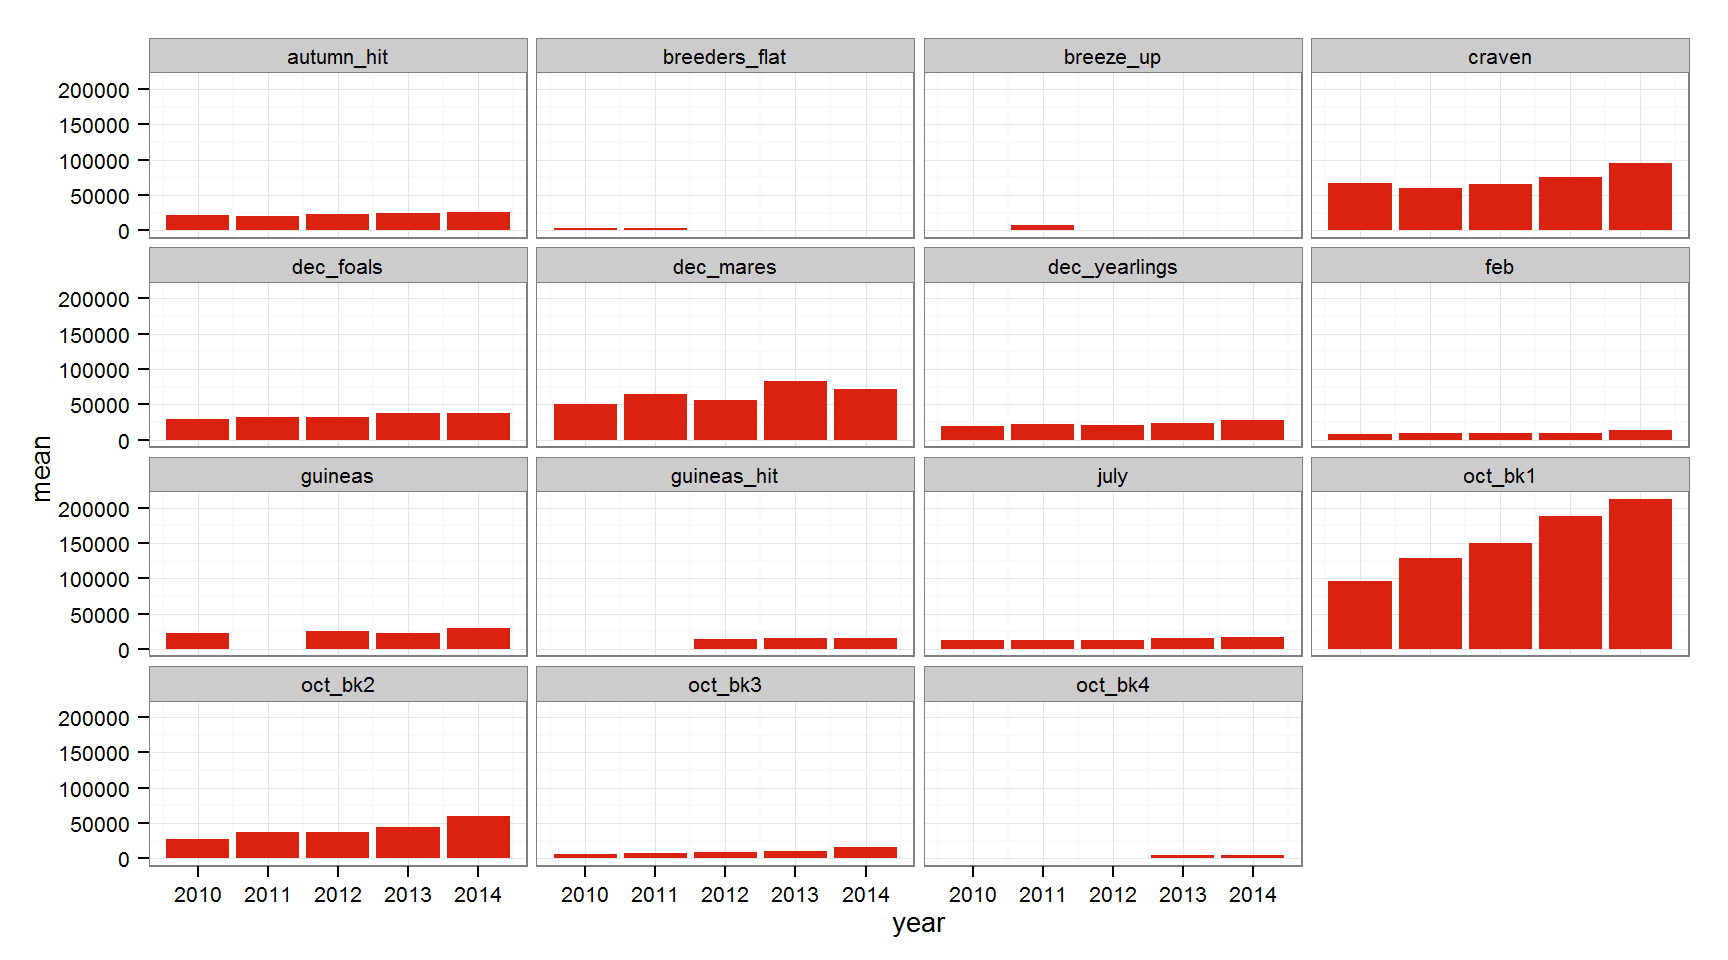 autumn_hit breeders_flat breeze_up craven
200000
150000
100000
50000
0
dec_foals dec_mares dec_yearlings feb
200000
150000
100000
50000
0
mean
guineas guineas_hit july oct_bk1
200000
150000
100000
50000
0
oct_bk2 oct_bk3 oct_bk4
200000
150000
100000
50000
0
2010 2011 2012 2013 2014 2010 2011 2012 2013 2014 2010 2011 2012 2013 2014
year